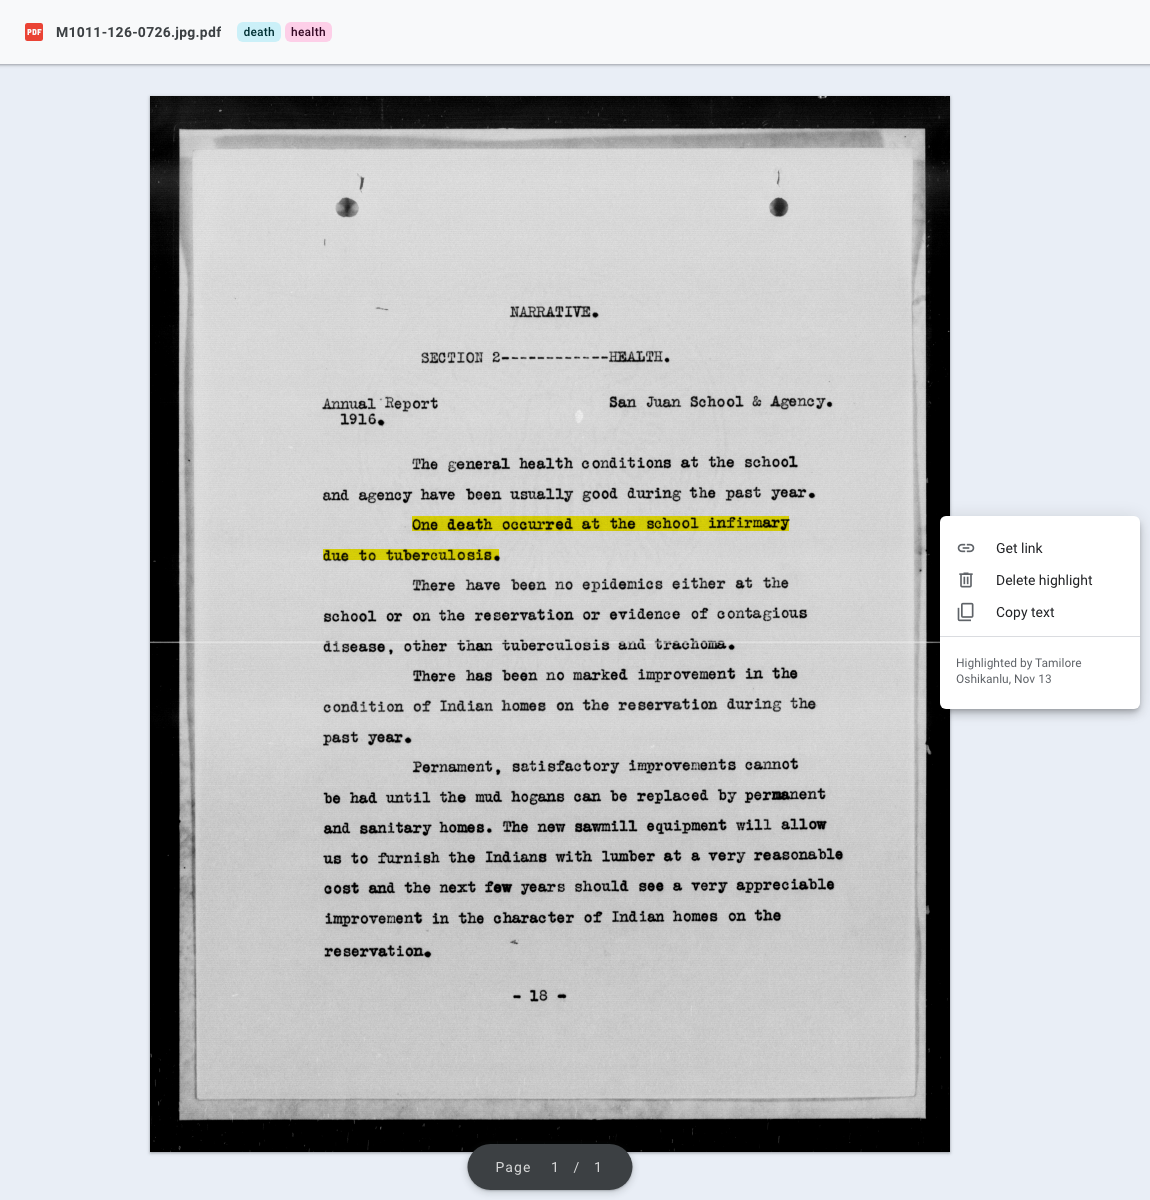 PDF M1011-126-0726.jpg.pdf death health
NARRATIVE.
SECTION 2------------HEALTH.
Annual Report San Juan School & Agency.
1916.
The general health conditions at the school
and agency have been usually good during the past year.
One death occurred at the school infirmary
due to tuberculosis.
There have been no epidemics either at the
school or on the reservation or evidence of contagious
disease, other than tuberculosis and trachoma.
There has been no marked improvement in the
condition of Indian homes on the reservation during the
past year.
Pernament, satisfactory improvements cannot
be had until the mud hogans can be replaced by permanent
and sanitary homes. The new sawmill equipment will allow
us to furnish the Indians with lumber at a very reasonable
cost and the next few years should see a very appreciable
improvement in the character of Indian homes on the
reservation.
- 18 -
Get link
Delete highlight
Copy text
Highlighted by Tamilore
Oshikanlu, Nov 13
Page 1 / 1